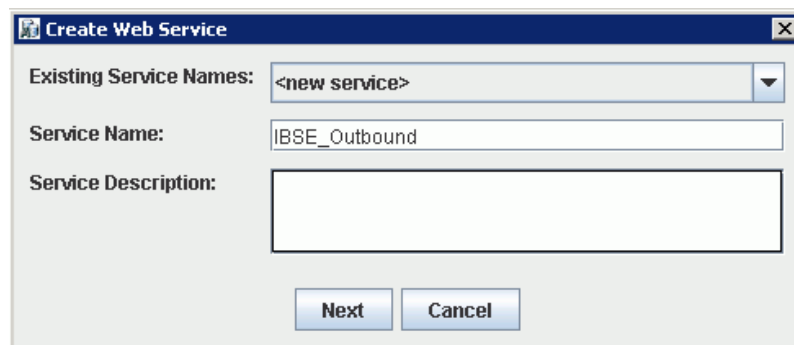 Create Web Service
Existing Service Names: <new service>
Service Name: IBSE_Outbound
Service Description:
Next Cancel